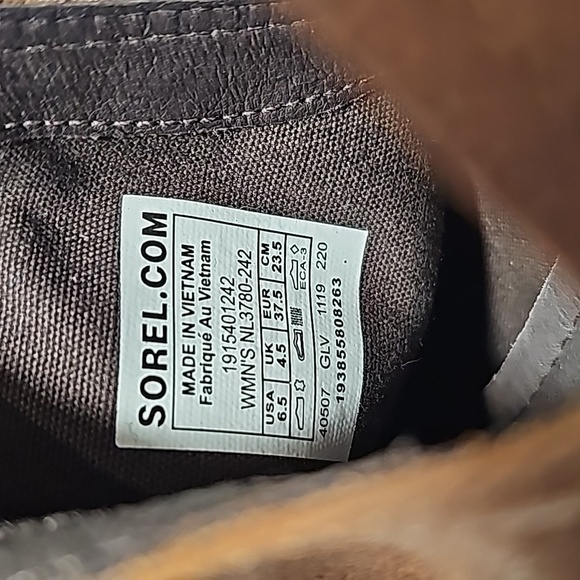 SOREL.COM
MADE IN VIETNAM
Fabriqué Au Vietnam
1915401242
WMN'S NL3780-242
USA UK EUR CM
6.5 4.5 37.5 23.5
ECA-3
40507 GLV 1119 220
193855808263